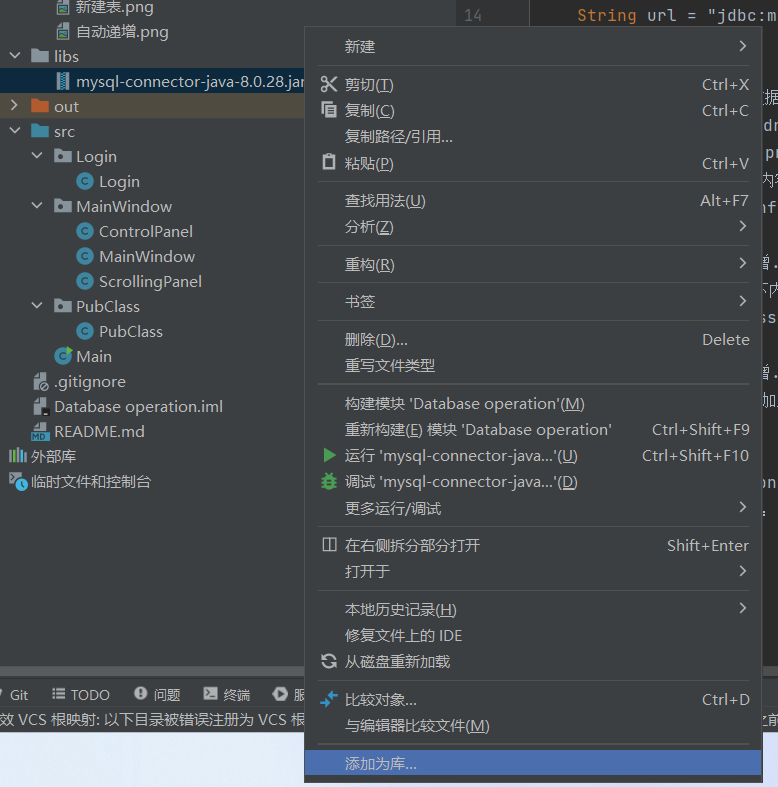 新建表.png
自动递增.png
libs
mysql-connector-java-8.0.28.jar
out
src
Login
Login
MainWindow
ControlPanel
MainWindow
ScrollingPanel
PubClass
PubClass
Main
.gitignore
Database operation.iml
README.md
外部库
临时文件和控制台
14 String url = "jdbc:m
新建
剪切(T) Ctrl+X
复制(C) Ctrl+C
复制路径/引用...
粘贴(P) Ctrl+V
查找用法(U) Alt+F7
分析(Z)
重构(R)
书签
删除(D)... Delete
重写文件类型
构建模块 'Database operation'(M)
重新构建(E) 模块 'Database operation' Ctrl+Shift+F9
运行 'mysql-connector-java...'(U) Ctrl+Shift+F10
调试 'mysql-connector-java...'(D)
更多运行/调试
在右侧拆分部分打开 Shift+Enter
打开于
本地历史记录(H)
修复文件上的 IDE
从磁盘重新加载
比较对象... Ctrl+D
与编辑器比较文件(M)
添加为库...
Git TODO 问题 终端 服
效 VCS 根映射: 以下目录被错误注册为 VCS 根